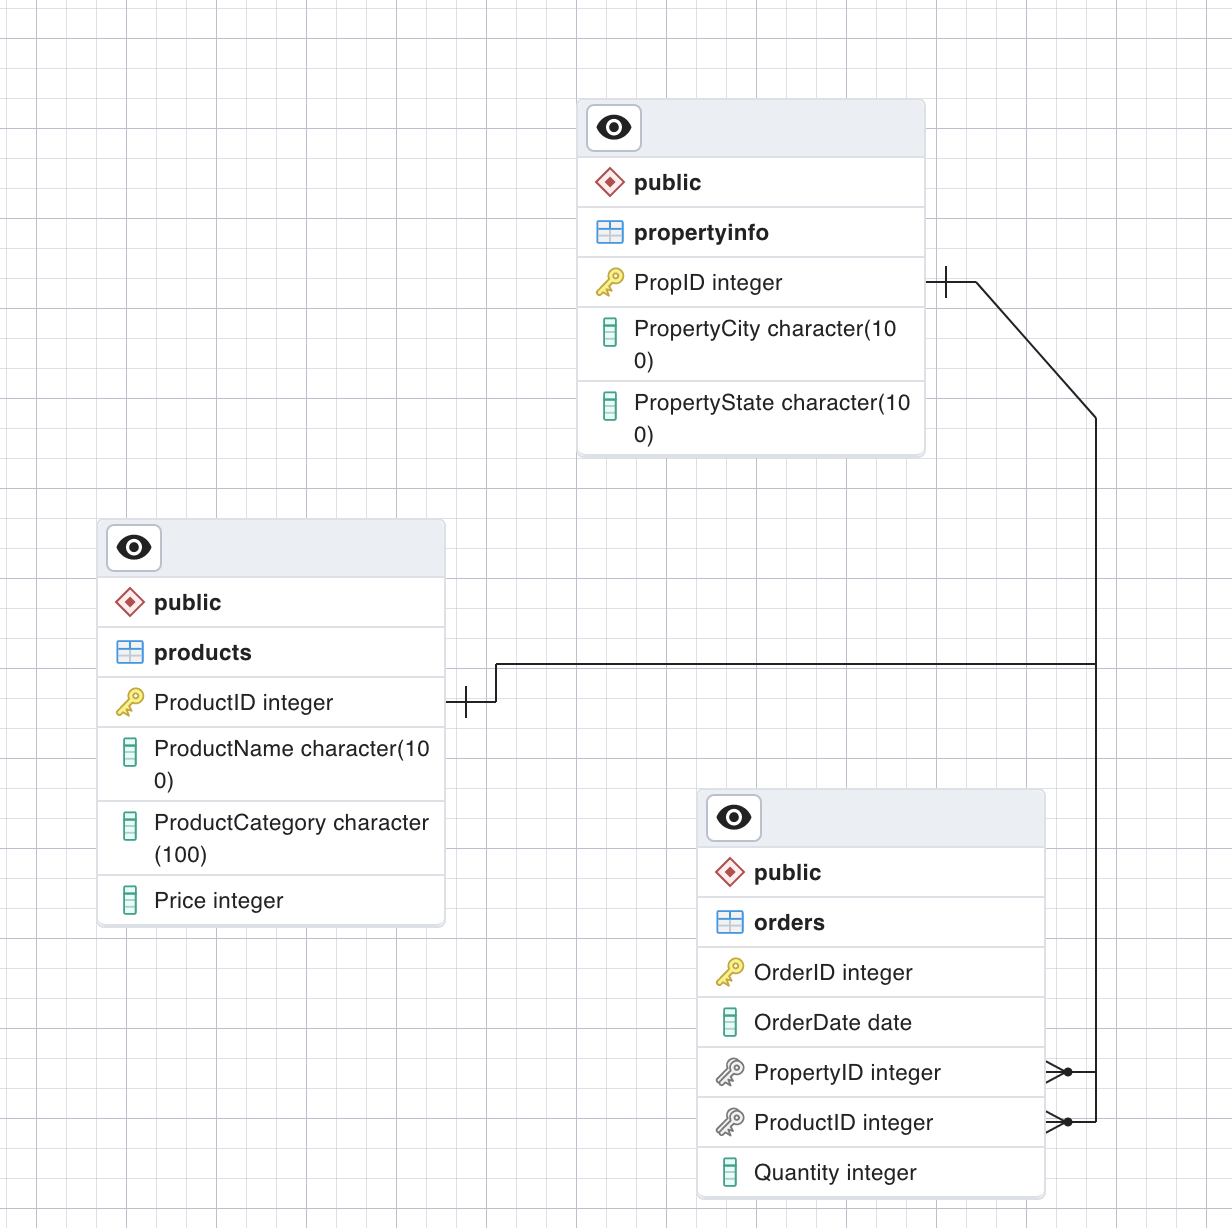 public
propertyinfo
PropID integer
PropertyCity character(10
0)
PropertyState character(10
0)
public
products
ProductID integer
ProductName character(10
0)
ProductCategory character
(100)
Price integer
public
orders
OrderID integer
OrderDate date
PropertyID integer
ProductID integer
Quantity integer